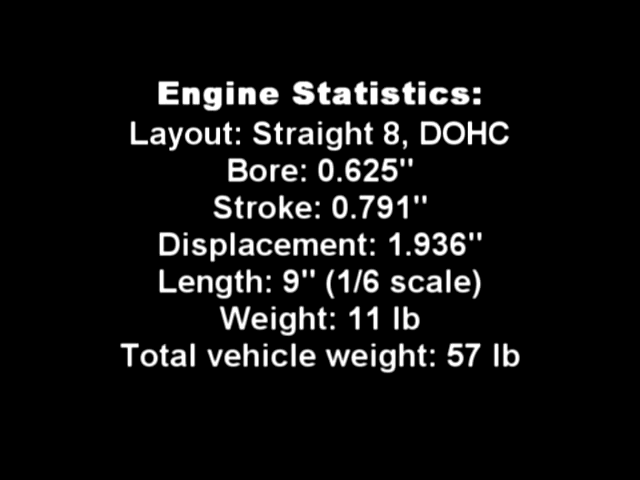 Engine Statistics:
Layout: Straight 8, DOHC
Bore: 0.625"
Stroke: 0.791"
Displacement: 1.936"
Length: 9" (1/6 scale)
Weight: 11 lb
Total vehicle weight: 57 lb